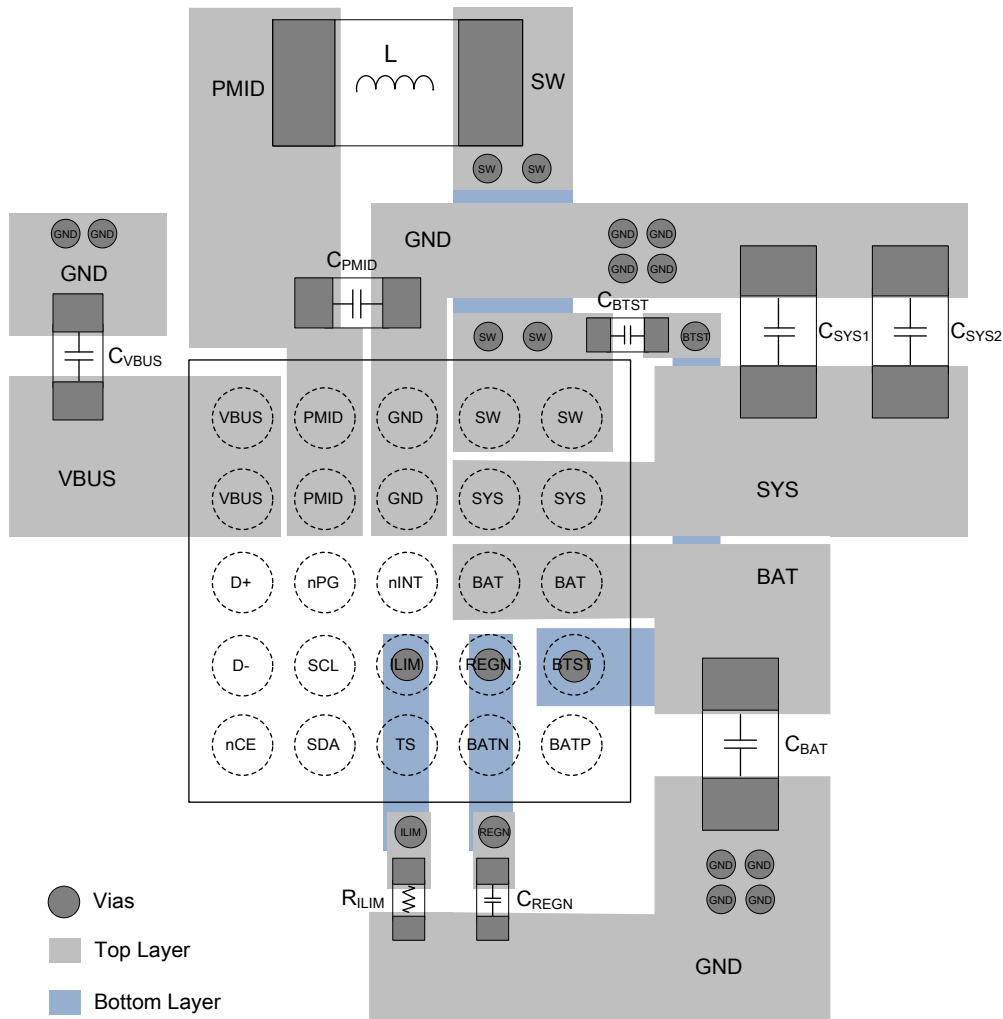 L
PMID
SW
SW SW
GND GND
GND
GND
GND GND
GND GND
CPMID
CBTST
CVBUS
CSYS1
CSYS2
SW SW
BTST
VBUS PMID GND SW SW
VBUS
SYS
VBUS PMID GND SYS SYS
D+ nPG nINT BAT BAT
BAT
D- SCL ILIM REGN BTST
nCE SDA TS BATN BATP
CBAT
ILIM REGN
GND GND
GND GND
RILIM
CREGN
Vias
Top Layer
GND
Bottom Layer